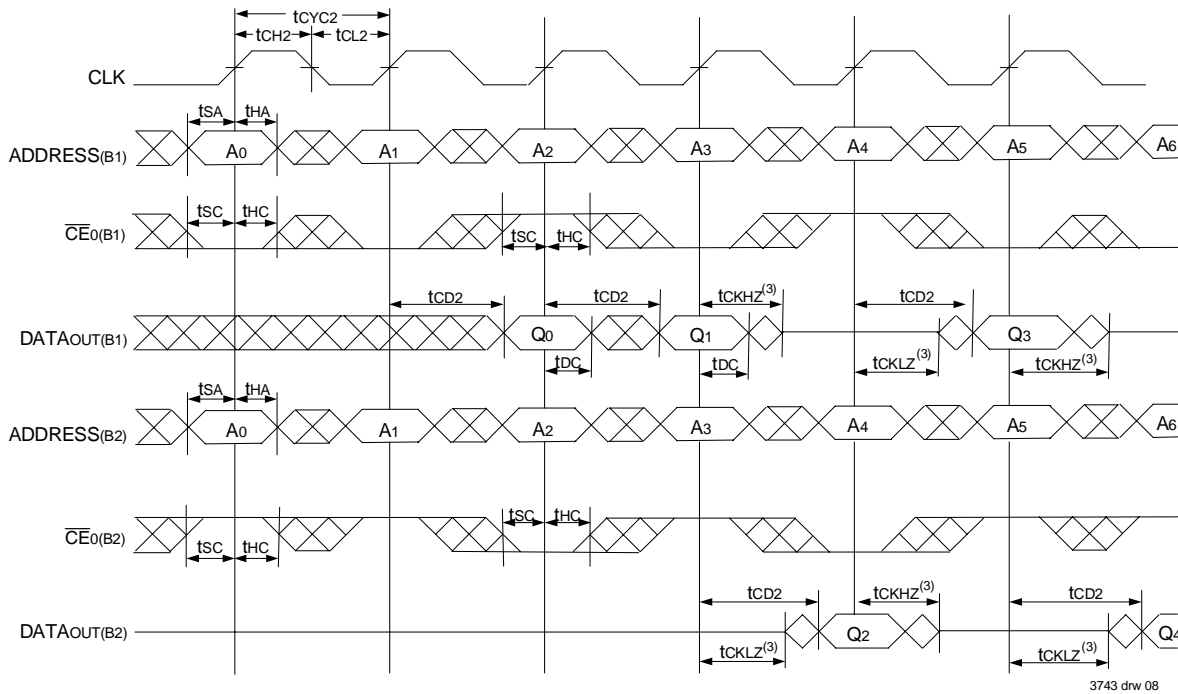 tCYC2
tCH2 tCL2
CLK
tSA tHA
ADDRESS(B1) A0 A1 A2 A3 A4 A5 A6
tSC tHC
CE0(B1)
tSC tHC
tCD2 tCD2 tCKHZ(3) tCD2
DATAOUT(B1) Q0 Q1 Q3
tDC tDC tCKLZ(3) tCKHZ(3)
tSA tHA
ADDRESS(B2) A0 A1 A2 A3 A4 A5 A6
tSC tHC
CE0(B2)
tSC tHC
tCD2 tCKHZ(3) tCD2
DATAOUT(B2) Q2 Q4
tCKLZ(3) tCKLZ(3)
3743 drw 08